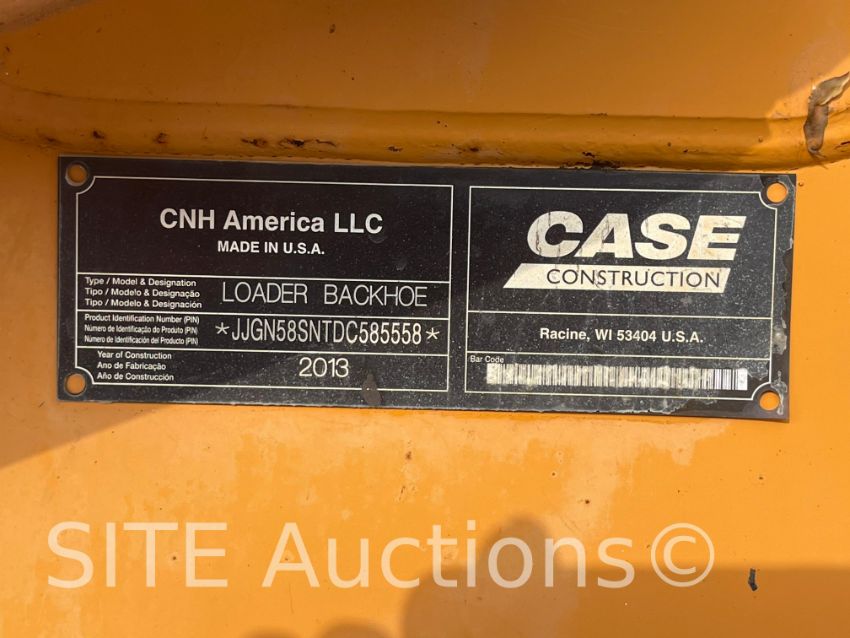 CNH America LLC
MADE IN U.S.A.
Type / Model & Designation
Tipo / Modelo & Designação
Tipo / Modelo & Designación
LOADER BACKHOE
Product Identification Number (PIN)
Número de Identificação do Produto (PIN)
Número de Identificación del Producto (PIN)
*JJGN58SNTDC585558*
Year of Construction
Ano de Fabricação
Año de Construcción
2013
CASE
CONSTRUCTION
Racine, WI 53404 U.S.A.
Bar Code
SITE Auctions©